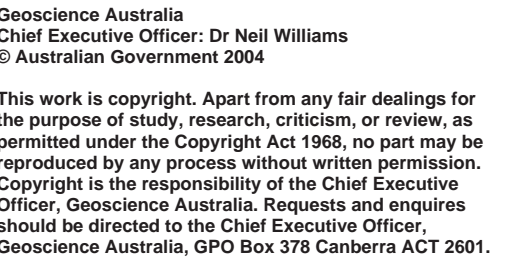 Geoscience Australia
Chief Executive Officer: Dr Neil Williams
© Australian Government 2004

This work is copyright. Apart from any fair dealings for
the purpose of study, research, criticism, or review, as
permitted under the Copyright Act 1968, no part may be
reproduced by any process without written permission.
Copyright is the responsibility of the Chief Executive
Officer, Geoscience Australia. Requests and enquires
should be directed to the Chief Executive Officer,
Geoscience Australia, GPO Box 378 Canberra ACT 2601.